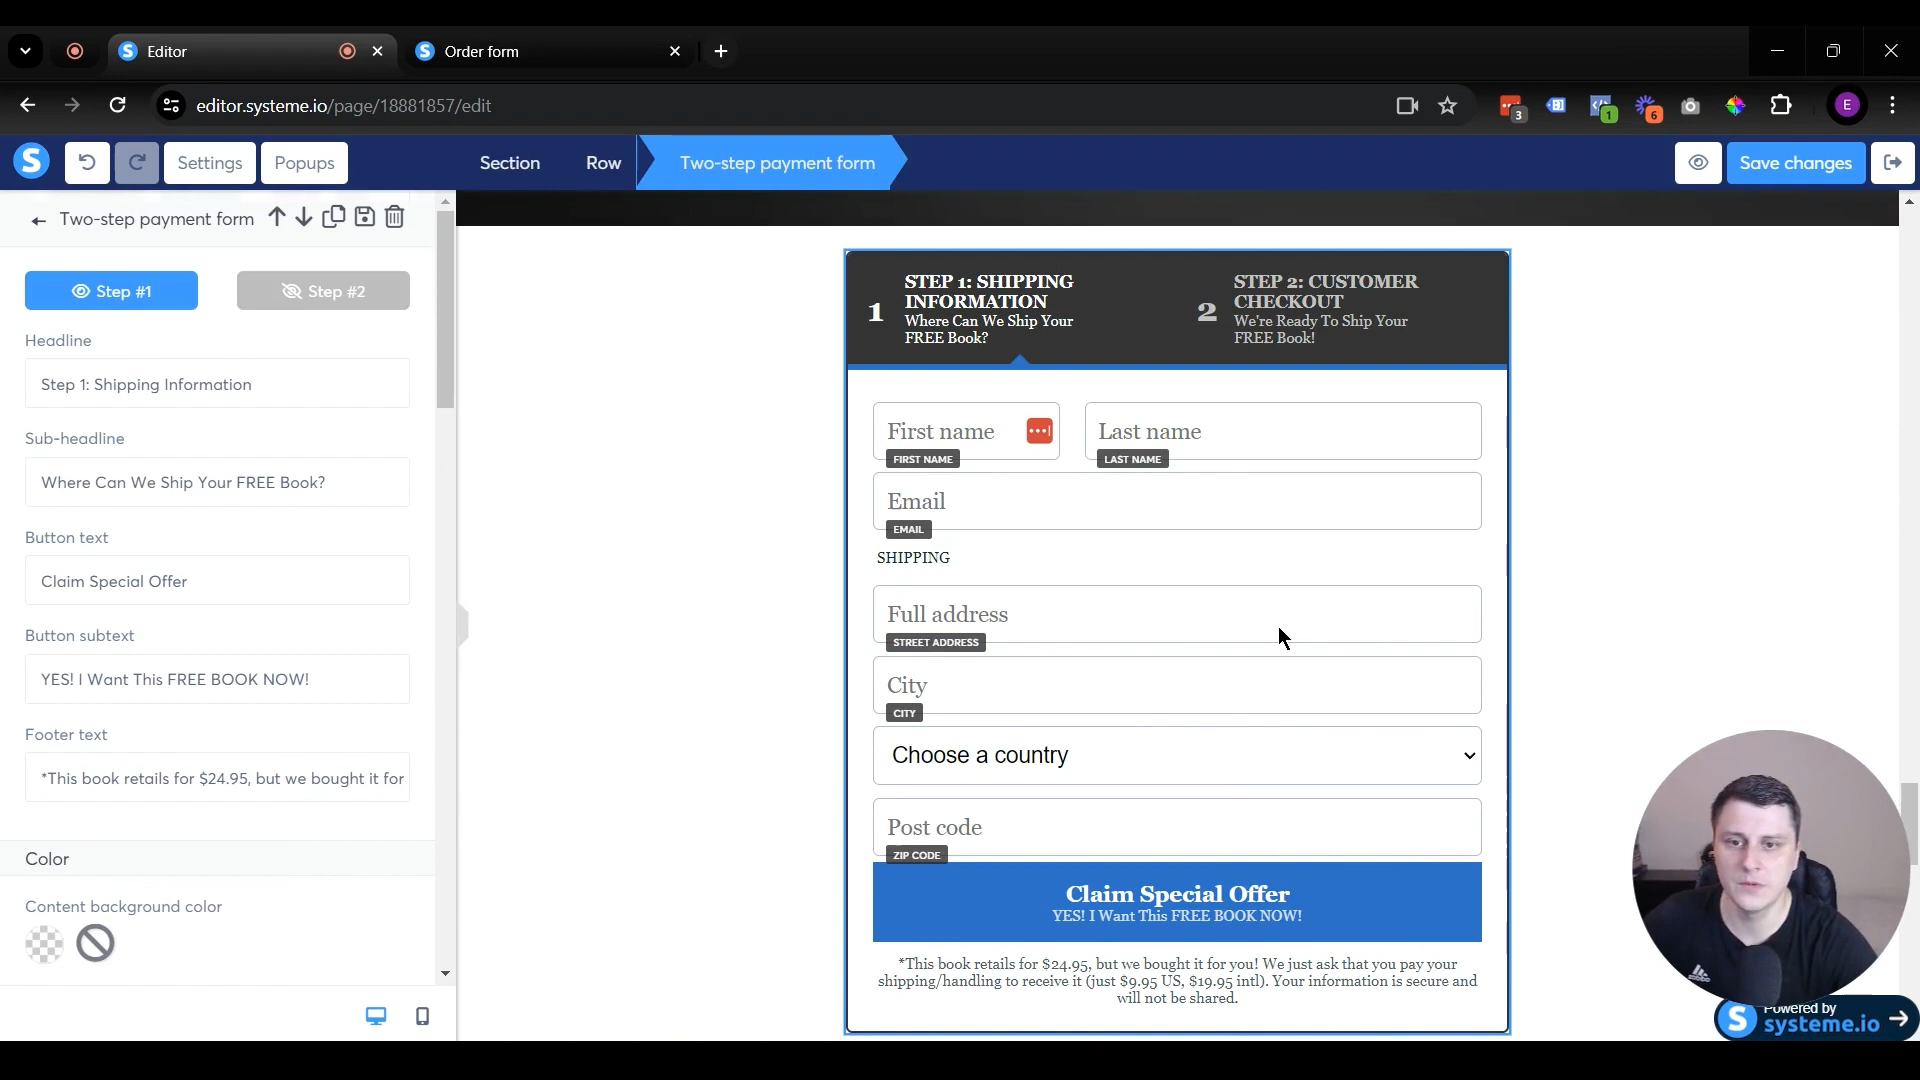 Editor
Order form
editor.systeme.io/page/18881857/edit
3
1
6
E
S
Settings
Popups
Section
Row
Two-step payment form
Save changes
Two-step payment form
Step #1
Step #2
Headline
Step 1: Shipping Information
Sub-headline
Where Can We Ship Your FREE Book?
Button text
Claim Special Offer
Button subtext
YES! I Want This FREE BOOK NOW!
Footer text
*This book retails for $24.95, but we bought it for
Color
Content background color
1
STEP 1: SHIPPING
INFORMATION
Where Can We Ship Your
FREE Book?
2
STEP 2: CUSTOMER
CHECKOUT
We're Ready To Ship Your
FREE Book!
First name
FIRST NAME
Last name
LAST NAME
Email
EMAIL
SHIPPING
Full address
STREET ADDRESS
City
CITY
Choose a country
Post code
ZIP CODE
Claim Special Offer
YES! I Want This FREE BOOK NOW!
*This book retails for $24.95, but we bought it for you! We just ask that you pay your
shipping/handling to receive it (just $9.95 US, $19.95 intl). Your information is secure and
will not be shared.
adidas
S
Powered by
systeme.io